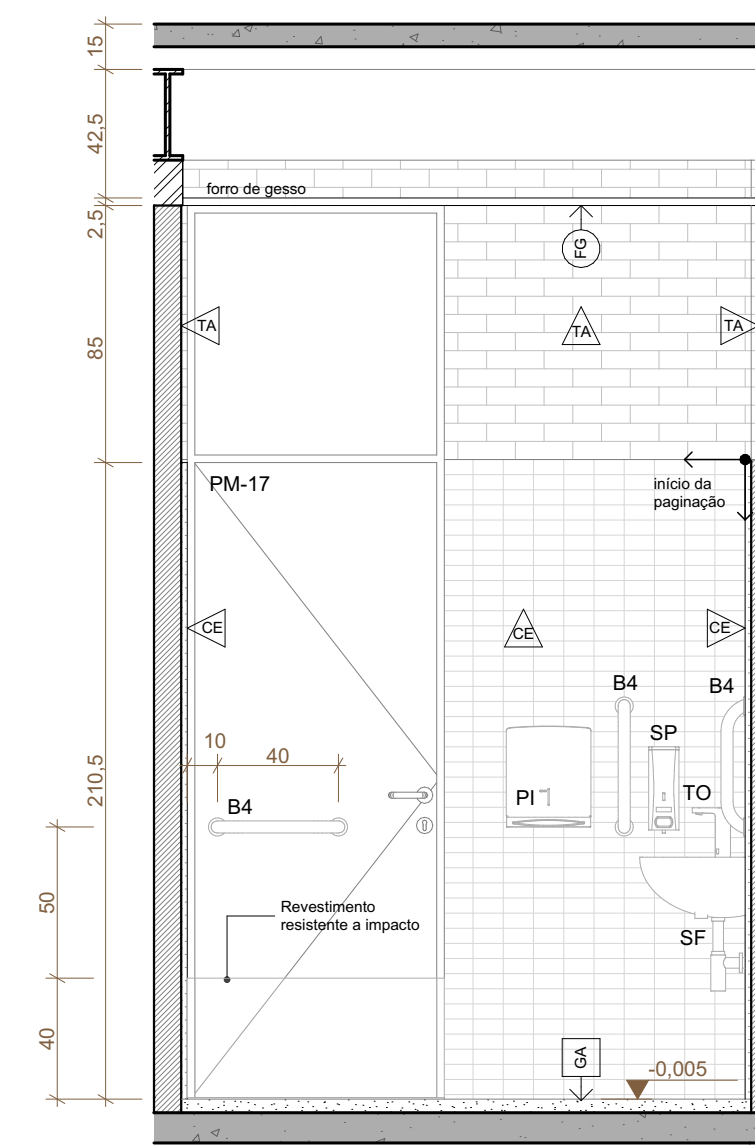 15
42,5
forro de gesso
2,5
FG
TA
TA
TA
85
PM-17
início da
paginação
CE
CE
CE
B4
B4
SP
10
40
210,5
PI
TO
B4
50
Revestimento
resistente a impacto
SF
40
GA
-0,005